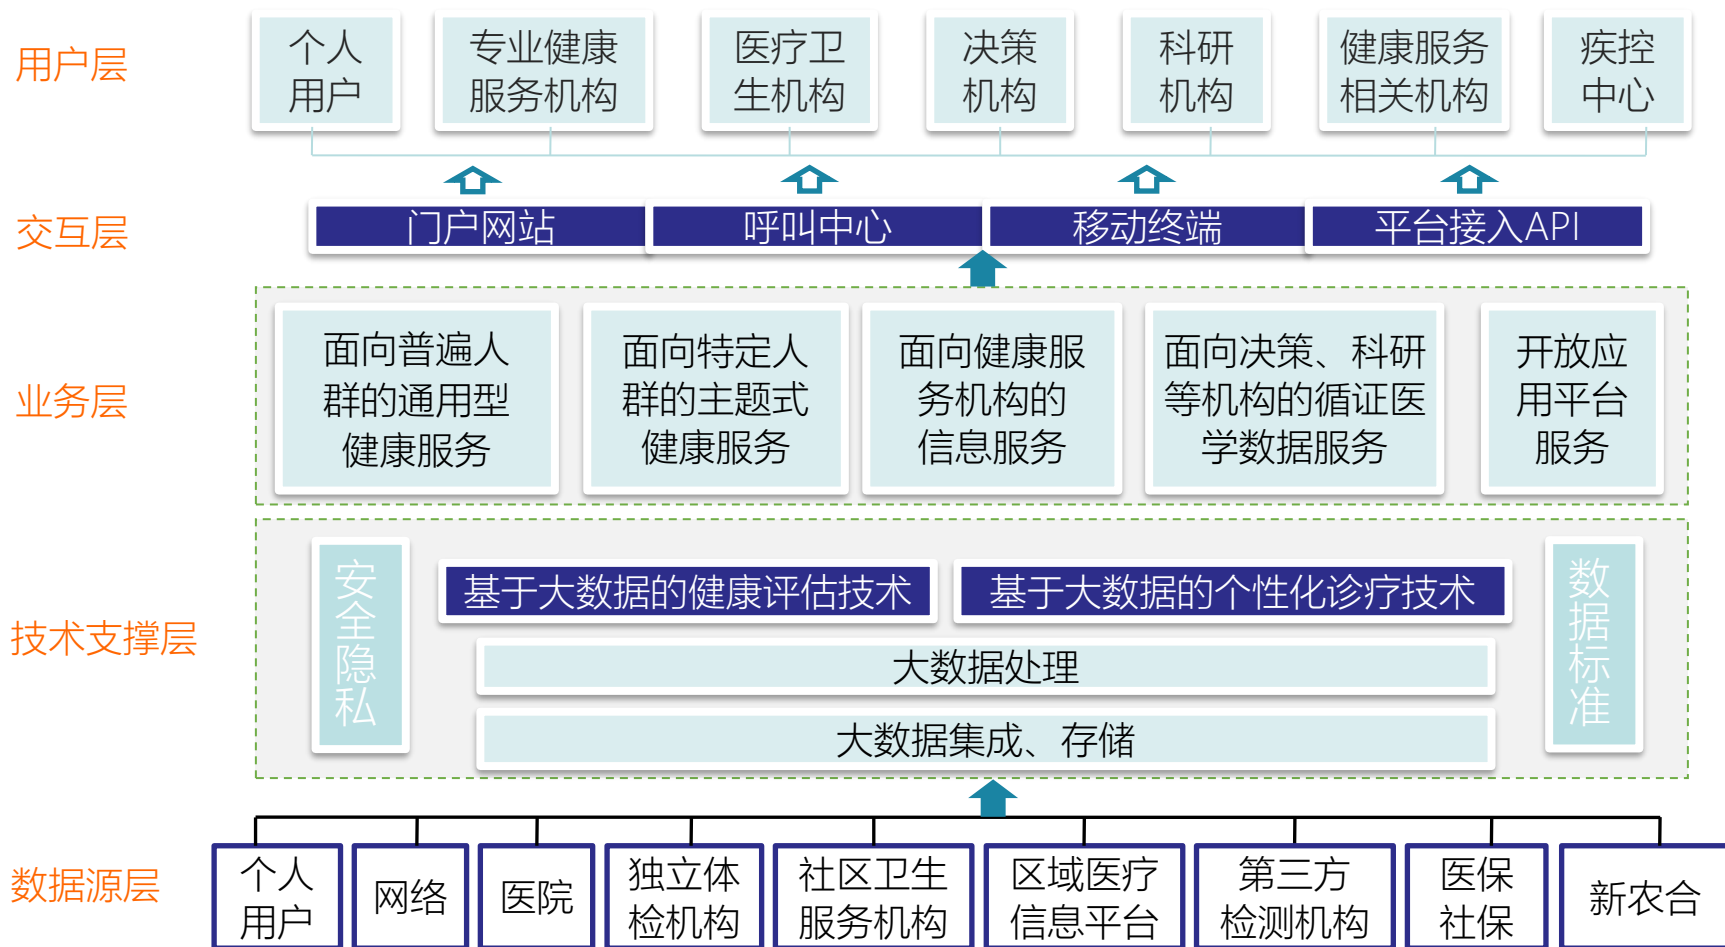 用户层
个人
用户
专业健康
服务机构
医疗卫
生机构
决策
机构
科研
机构
健康服务
相关机构
疾控
中心
交互层
门户网站
呼叫中心
移动终端
平台接入API
业务层
面向普遍人
群的通用型
健康服务
面向特定人
群的主题式
健康服务
面向健康服
务机构的
信息服务
面向决策、科研
等机构的循证医
学数据服务
开放应
用平台
服务
技术支撑层
安全隐私
基于大数据的健康评估技术
基于大数据的个性化诊疗技术
大数据处理
大数据集成、存储
数据标准
数据源层
个人
用户
网络
医院
独立体
检机构
社区卫生
服务机构
区域医疗
信息平台
第三方
检测机构
医保
社保
新农合